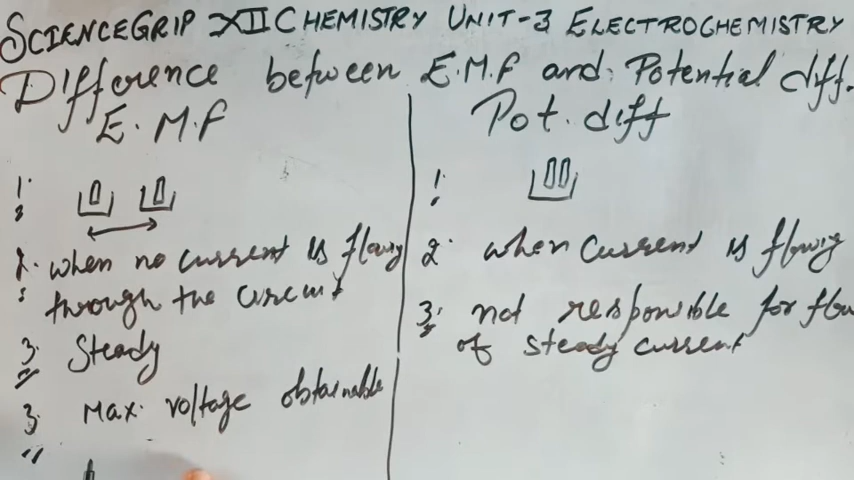 SCIENCEGRIP XII CHEMISTRY UNIT-3 ELECTROCHEMISTRY
Difference between E.M.F and Potential diff.
E.M.F
1.
2. when no current is flowing
through the circuit
3. Steady
3. Max. voltage obtainable
Pot. diff
1.
2. when current is flowing
3. not responsible for flow
of steady current